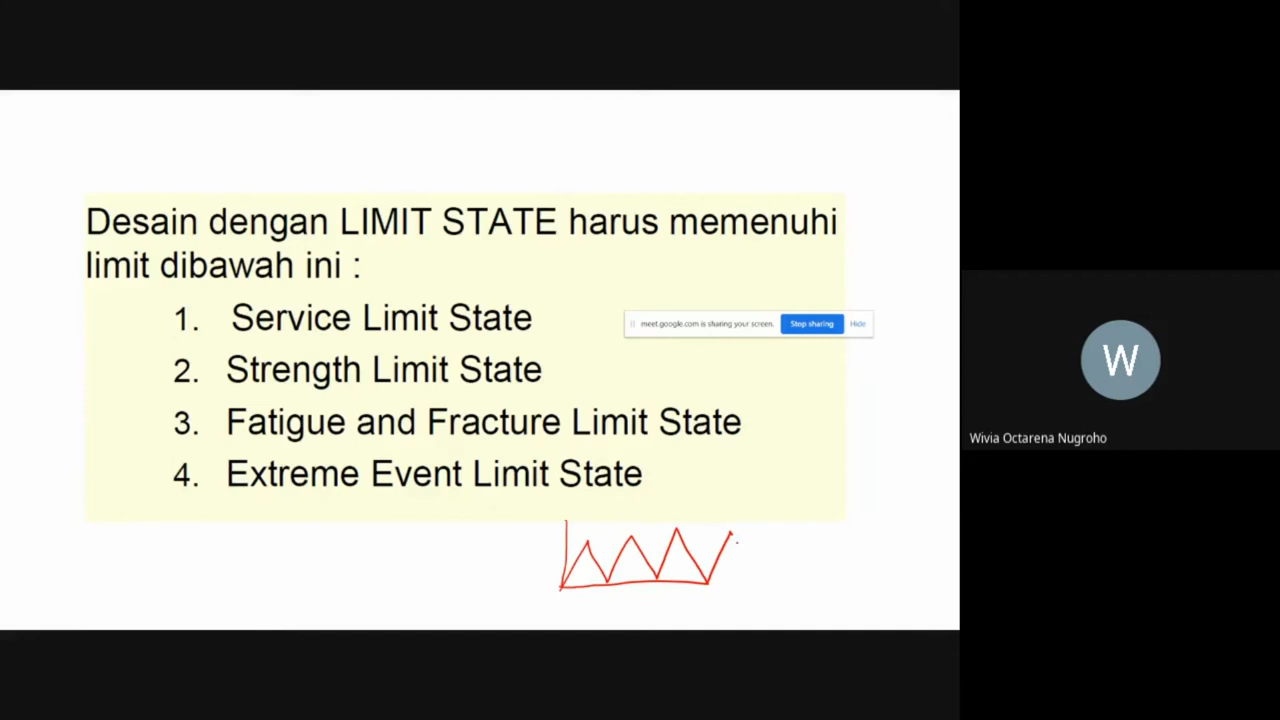 Desain dengan LIMIT STATE harus memenuhi
limit dibawah ini :
1. Service Limit State
meet.google.com is sharing your screen. Stop sharing Hide
2. Strength Limit State
3. Fatigue and Fracture Limit State
4. Extreme Event Limit State
W
Wivia Octarena Nugroho